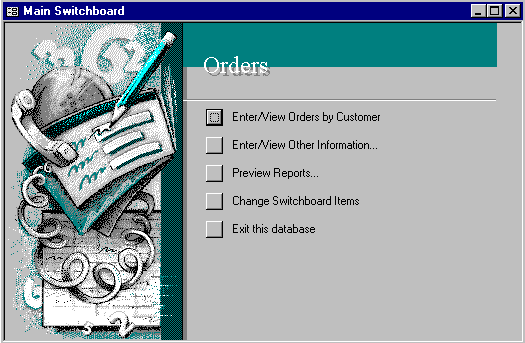 Main Switchboard
Orders
Enter/View Orders by Customer
Enter/View Other Information...
Preview Reports...
Change Switchboard Items
Exit this database